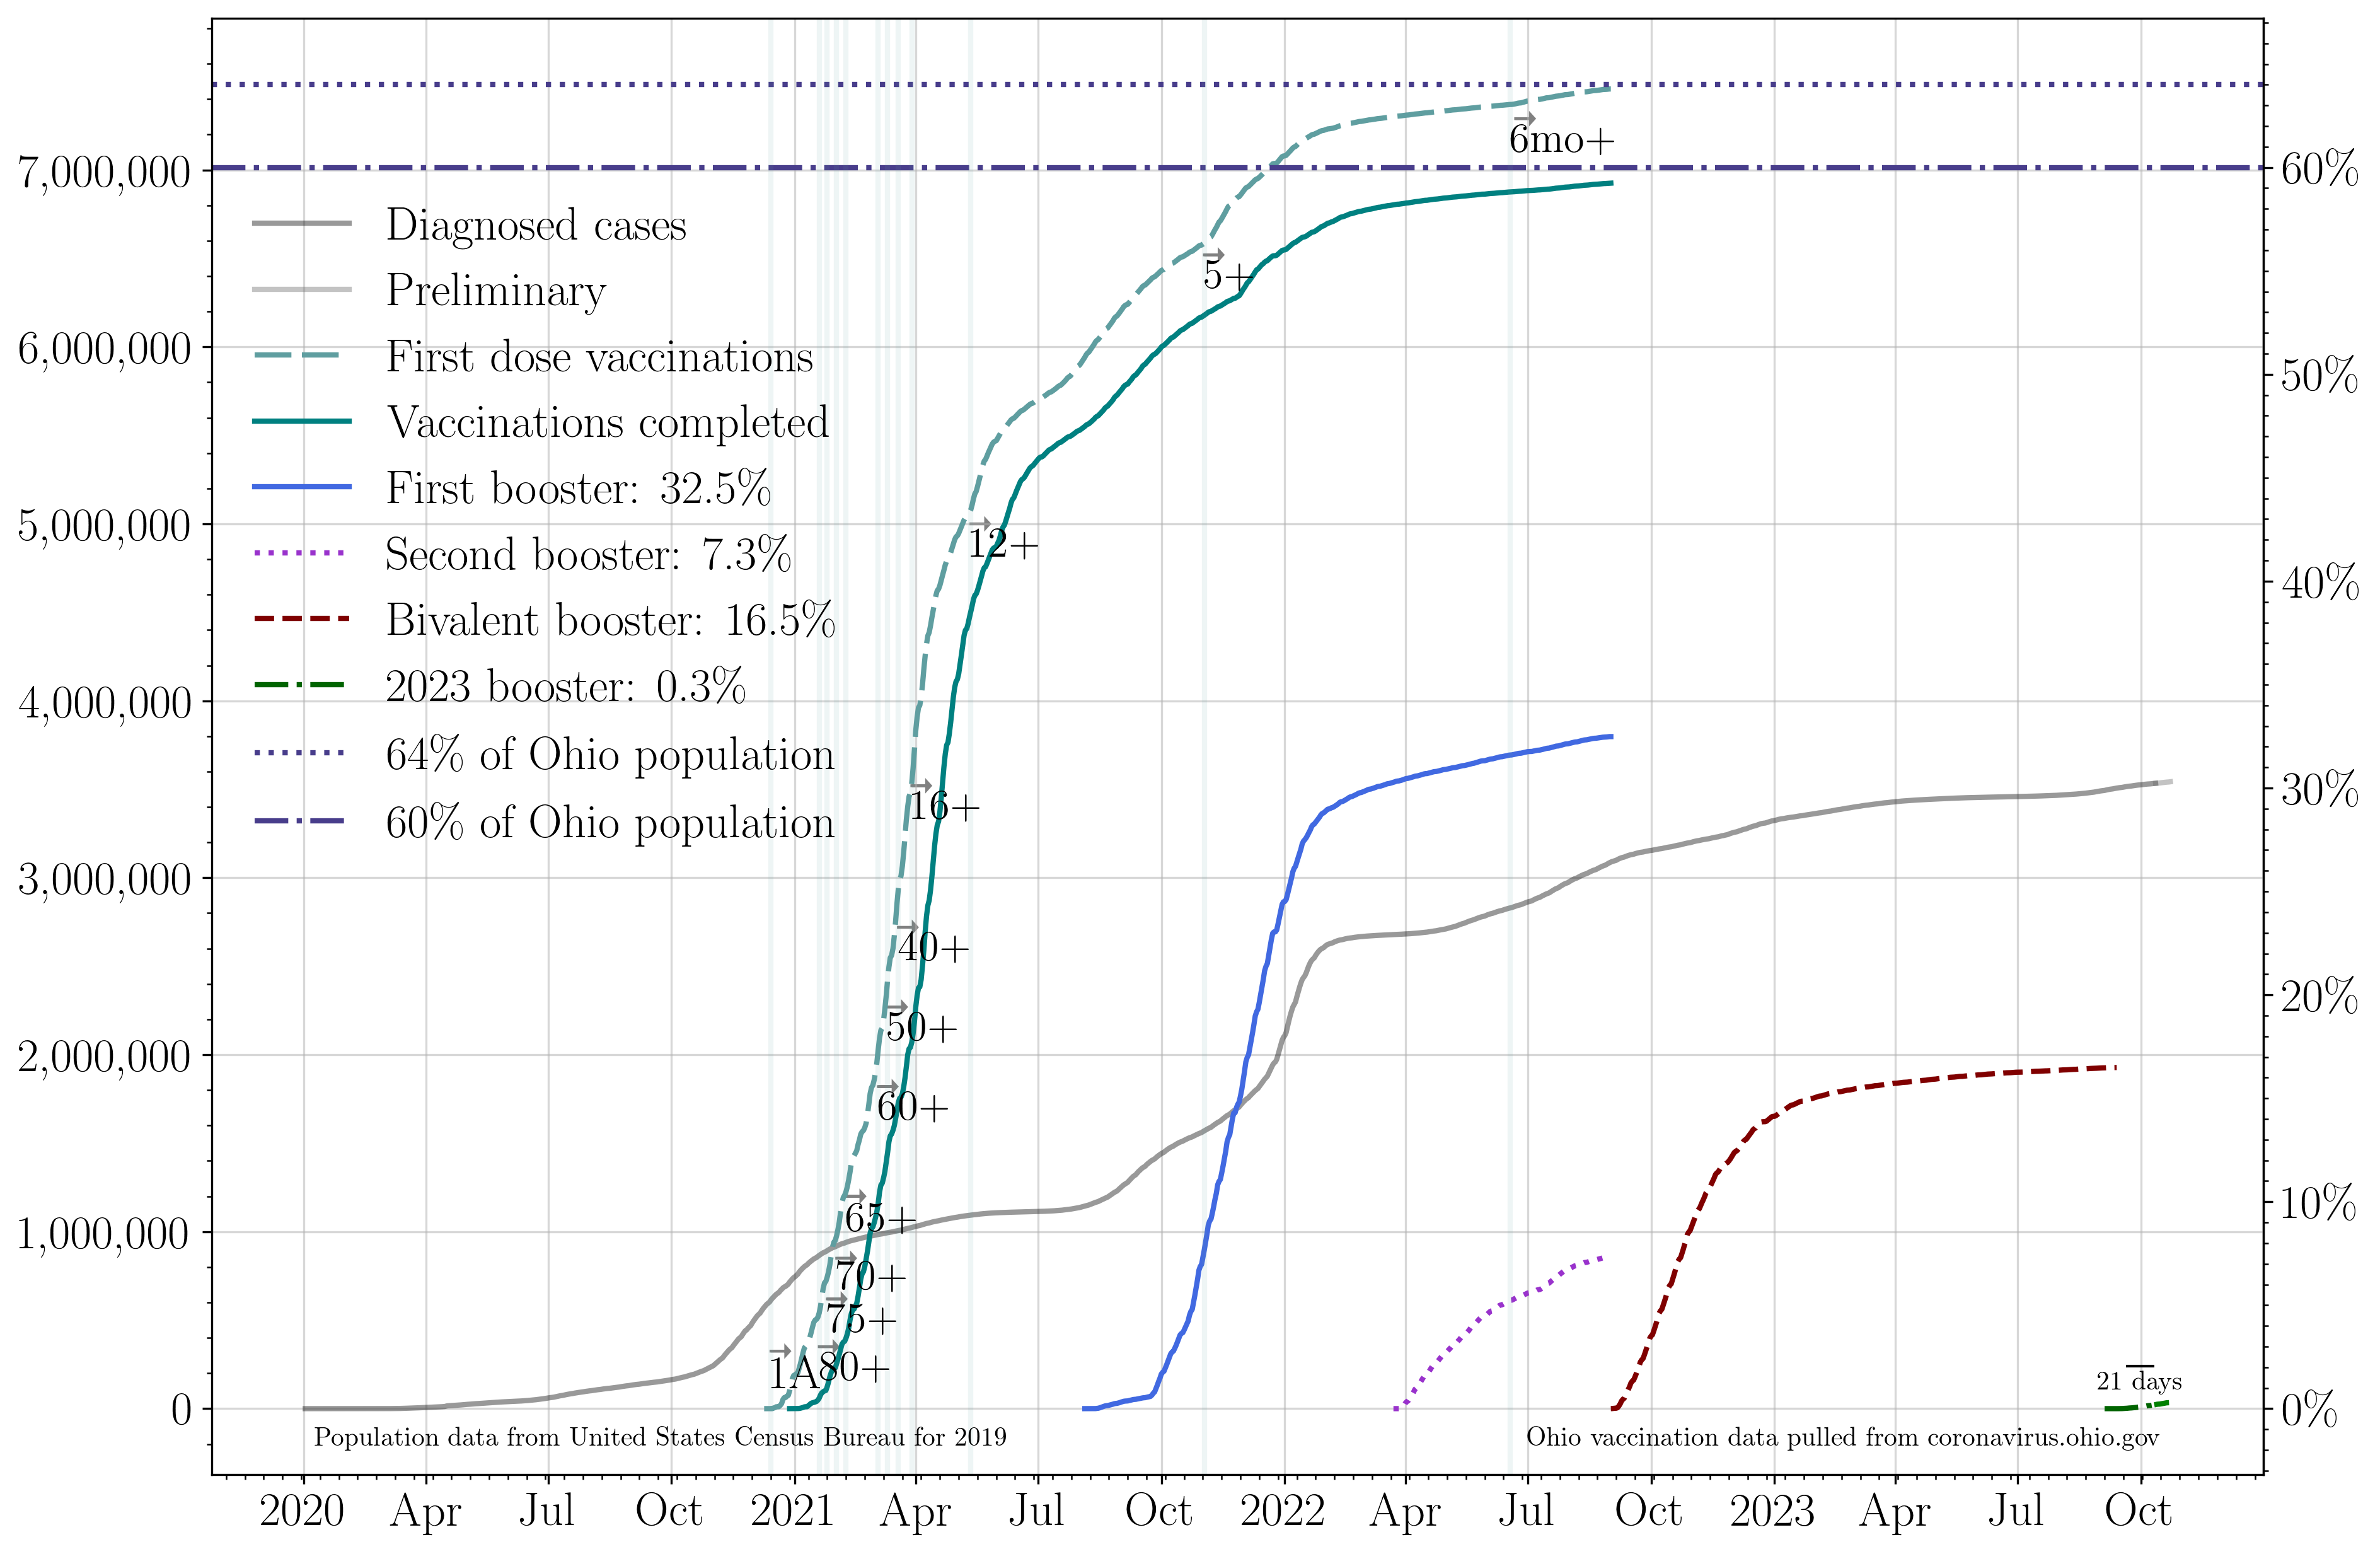 7,000,000
6,000,000
5,000,000
4,000,000
3,000,000
2,000,000
1,000,000
0
Diagnosed cases
Preliminary
First dose vaccinations
Vaccinations completed
First booster: 32.5%
Second booster: 7.3%
Bivalent booster: 16.5%
2023 booster: 0.3%
64% of Ohio population
60% of Ohio population
6mo+
5+
12+
16+
40+
50+
60+
65+
70+
75+
80+
1A
21 days
60%
50%
40%
30%
20%
10%
0%
Population data from United States Census Bureau for 2019
Ohio vaccination data pulled from coronavirus.ohio.gov
2020 Apr Jul Oct 2021 Apr Jul Oct 2022 Apr Jul Oct 2023 Apr Jul Oct